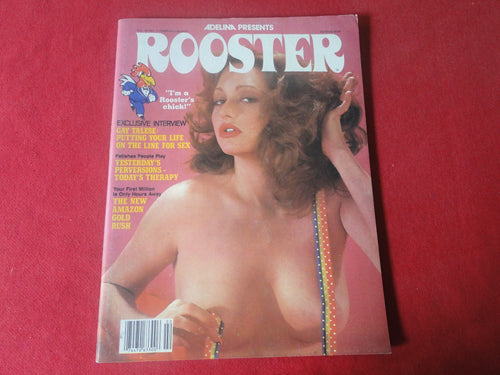 ADELINA PRESENTS
ROOSTER
"I'm a
Rooster's
chick!"
EXCLUSIVE INTERVIEW
GAY TALESE-
PUTTING YOUR LIFE
ON THE LINE FOR SEX
Fetishes People Play
YESTERDAY'S
PERVERSIONS-
TODAY'S THERAPY
Your First Million
Is Only Hours Away
THE NEW
AMAZON
GOLD
RUSH
02